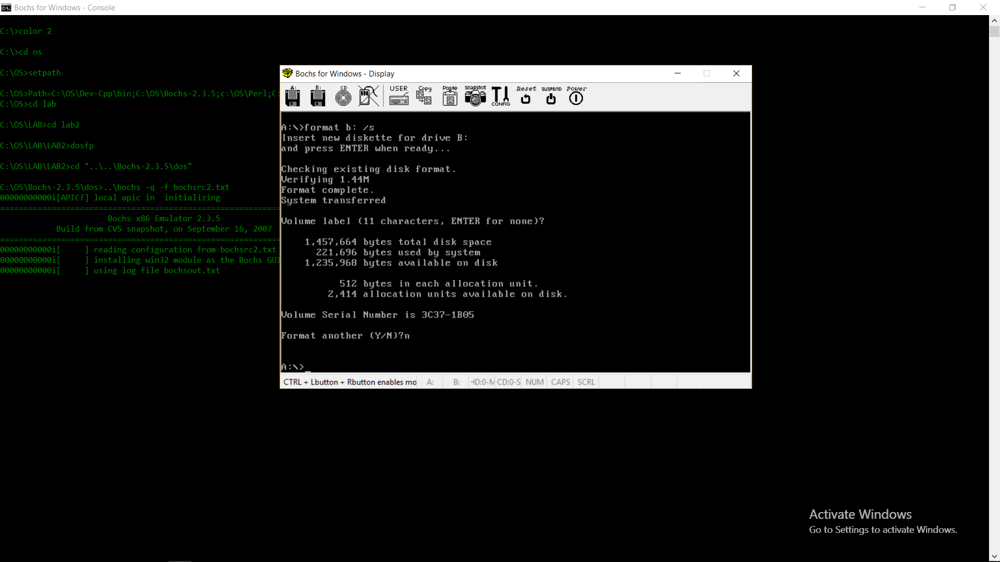 Bochs for Windows - Console
C:\>color 2
C:\>cd os
C:\OS>setpath
C:\OS>Path=C:\OS\Dev-Cpp\bin;C:\OS\Bochs-2.3.5;c:\OS\Perl;C:
C:\OS>cd lab
C:\OS\LAB>cd lab2
C:\OS\LAB\LAB2>dosfp
C:\OS\LAB\LAB2>cd "..\..\Bochs-2.3.5\dos"
C:\OS\Bochs-2.3.5\dos>..\bochs -q -f bochsrc2.txt
00000000000i[APIC?] local apic in  initializing
========================================================
Bochs x86 Emulator 2.3.5
Build from CVS snapshot, on September 16, 2007
========================================================
00000000000i[     ] reading configuration from bochsrc2.txt
00000000000i[     ] installing win32 module as the Bochs GUI
00000000000i[     ] using log file bochsout.txt
Bochs for Windows - Display
A: B: CD USER Copy Paste snapshot CONFIG Reset SUSPEND Power
A:\>format b: /s
Insert new diskette for drive B:
and press ENTER when ready...
Checking existing disk format.
Verifying 1.44M
Format complete.
System transferred
Volume label (11 characters, ENTER for none)?
1,457,664 bytes total disk space
221,696 bytes used by system
1,235,968 bytes available on disk
512 bytes in each allocation unit.
2,414 allocation units available on disk.
Volume Serial Number is 3C37-1B05
Format another (Y/N)?n
A:\>_
CTRL + Lbutton + Rbutton enables mo A: B: HD:0-M CD:0-S NUM CAPS SCRL
Activate Windows
Go to Settings to activate Windows.